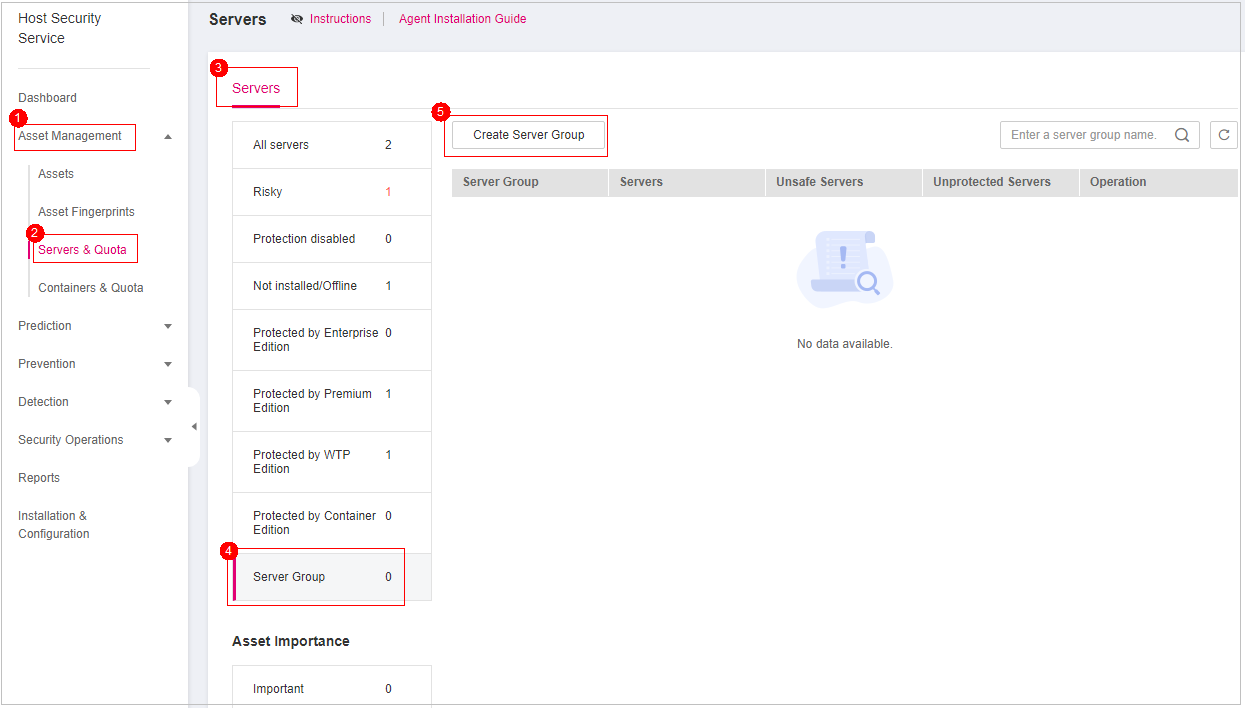 Host Security
Service
Dashboard
1
Asset Management
Assets
Asset Fingerprints
2
Servers & Quota
Containers & Quota
Prediction
Prevention
Detection
Security Operations
Reports
Installation &
Configuration
Servers
Instructions
Agent Installation Guide
3
Servers
All servers 2
Risky 1
Protection disabled 0
Not installed/Offline 1
Protected by Enterprise 0
Edition
Protected by Premium 1
Edition
Protected by WTP 1
Edition
Protected by Container 0
Edition
4
Server Group 0
Asset Importance
Important 0
5
Create Server Group
Enter a server group name.
Server Group Servers Unsafe Servers Unprotected Servers Operation
No data available.